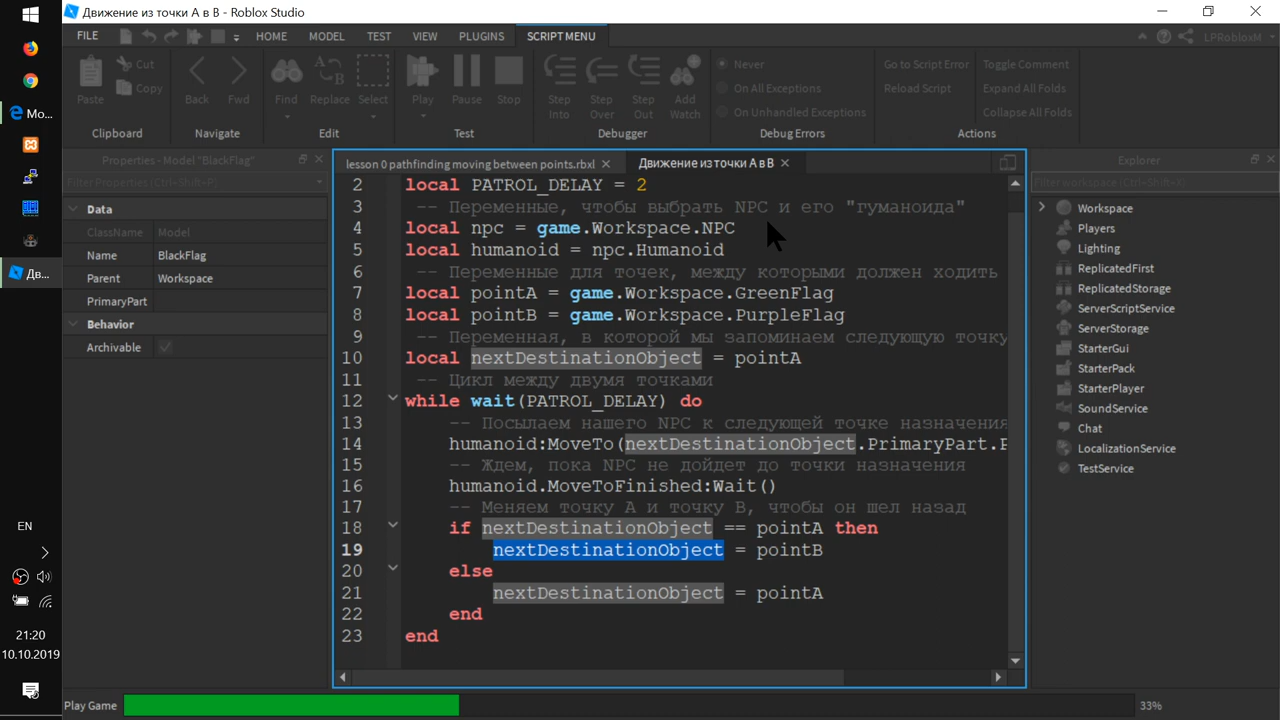 Движение из точки А в В - Roblox Studio
FILE HOME MODEL TEST VIEW PLUGINS SCRIPT MENU LPRobloxM
Cut
Copy
Paste Back Fwd Find Replace Select Play Pause Stop Step Into Step Over Step Out Add Watch
Never
On All Exceptions
On Unhandled Exceptions
Go to Script Error
Reload Script
Toggle Comment
Expand All Folds
Collapse All Folds
Clipboard Navigate Edit Test Debugger Debug Errors Actions
Мо...
Дв...
EN
21:20
10.10.2019
Properties - Model "BlackFlag"
Filter Properties (Ctrl+Shift+P)
Data
ClassName Model
Name BlackFlag
Parent Workspace
PrimaryPart
Behavior
Archivable
lesson 0 pathfinding moving between points.rbxl
Движение из точки А в В
2 local PATROL_DELAY = 2
3 -- Переменные, чтобы выбрать NPC и его "гуманоида"
4 local npc = game.Workspace.NPC
5 local humanoid = npc.Humanoid
6 -- Переменные для точек, между которыми должен ходить
7 local pointA = game.Workspace.GreenFlag
8 local pointB = game.Workspace.PurpleFlag
9 -- Переменная, в которой мы запоминаем следующую точку
10 local nextDestinationObject = pointA
11 -- Цикл между двумя точками
12 while wait(PATROL_DELAY) do
13 -- Посылаем нашего NPC к следующей точке назначения
14 humanoid:MoveTo(nextDestinationObject.PrimaryPart.P
15 -- Ждем, пока NPC не дойдет до точки назначения
16 humanoid.MoveToFinished:Wait()
17 -- Меняем точку А и точку В, чтобы он шел назад
18 if nextDestinationObject == pointA then
19 nextDestinationObject = pointB
20 else
21 nextDestinationObject = pointA
22 end
23 end
Explorer
Filter workspace (Ctrl+Shift+X)
Workspace
Players
Lighting
ReplicatedFirst
ReplicatedStorage
ServerScriptService
ServerStorage
StarterGui
StarterPack
StarterPlayer
SoundService
Chat
LocalizationService
TestService
Play Game 33%